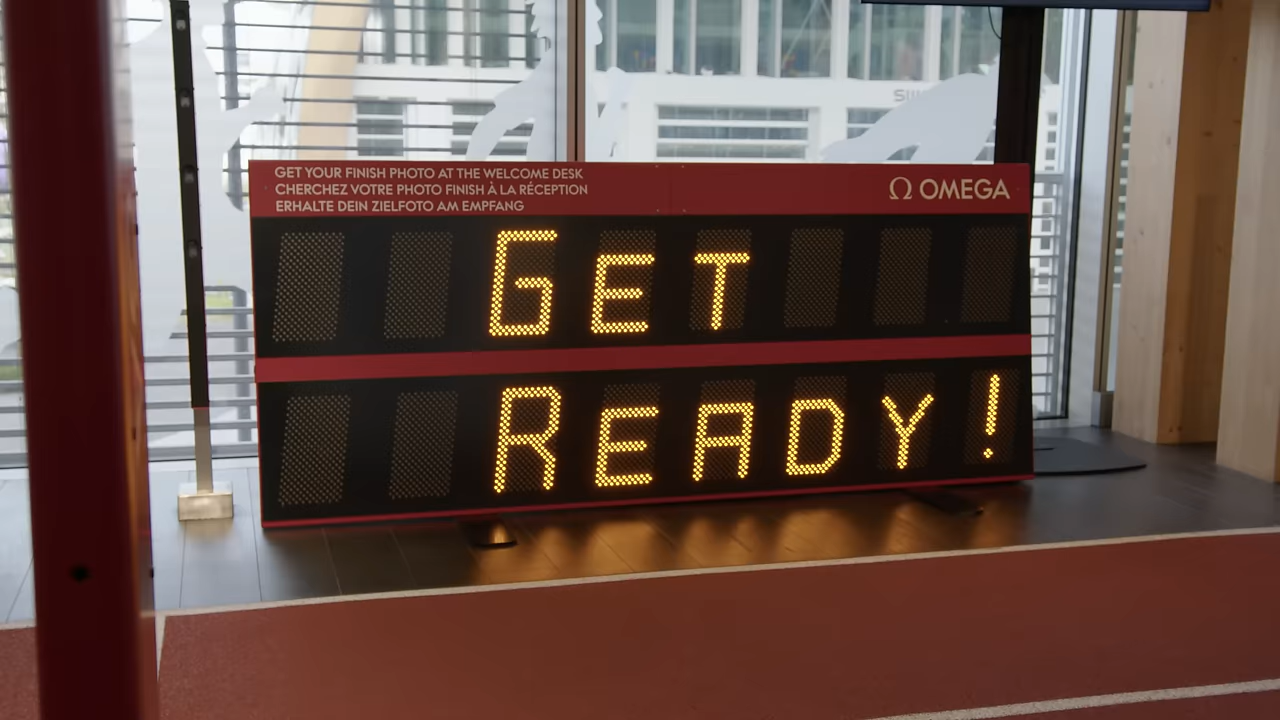 GET YOUR FINISH PHOTO AT THE WELCOME DESK
CHERCHEZ VOTRE PHOTO FINISH À LA RÉCEPTION
ERHALTE DEIN ZIELFOTO AM EMPFANG
Ω OMEGA
GET
READY!